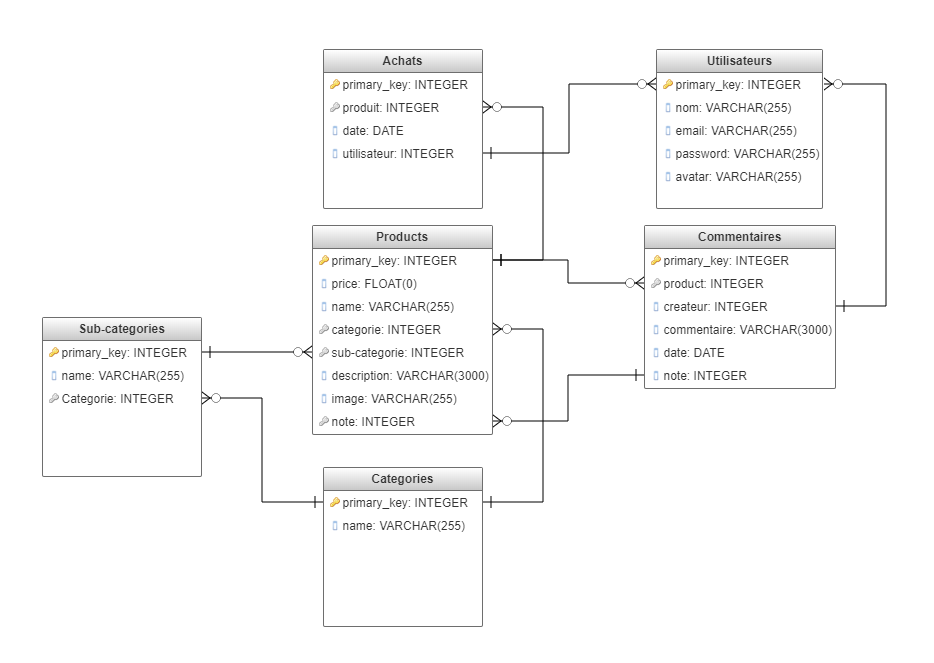 Achats
primary_key: INTEGER
produit: INTEGER
date: DATE
utilisateur: INTEGER
Utilisateurs
primary_key: INTEGER
nom: VARCHAR(255)
email: VARCHAR(255)
password: VARCHAR(255)
avatar: VARCHAR(255)
Products
primary_key: INTEGER
price: FLOAT(0)
name: VARCHAR(255)
categorie: INTEGER
sub-categorie: INTEGER
description: VARCHAR(3000)
image: VARCHAR(255)
note: INTEGER
Commentaires
primary_key: INTEGER
product: INTEGER
createur: INTEGER
commentaire: VARCHAR(3000)
date: DATE
note: INTEGER
Sub-categories
primary_key: INTEGER
name: VARCHAR(255)
Categorie: INTEGER
Categories
primary_key: INTEGER
name: VARCHAR(255)